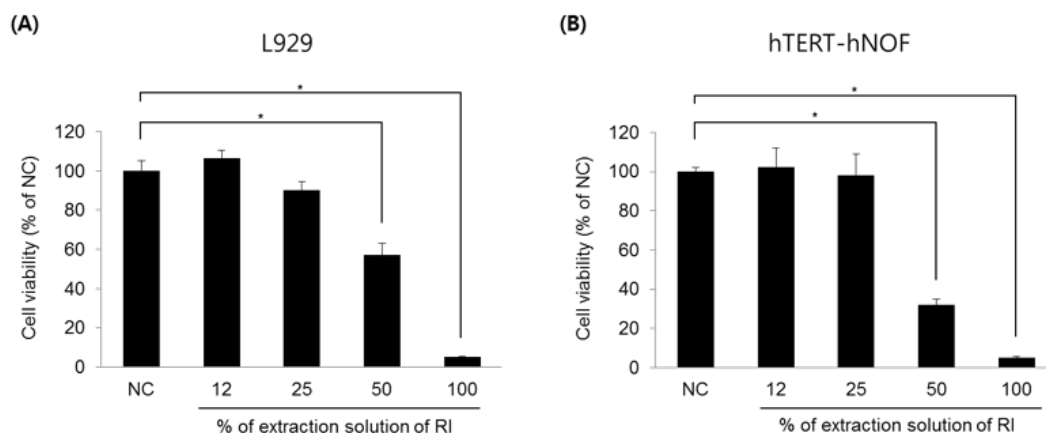 (A)
L929
*
*
Cell viability (% of NC)
120
100
80
60
40
20
0
NC 12 25 50 100
% of extraction solution of RI
(B)
hTERT-hNOF
*
*
Cell viability (% of NC)
120
100
80
60
40
20
0
NC 12 25 50 100
% of extraction solution of RI